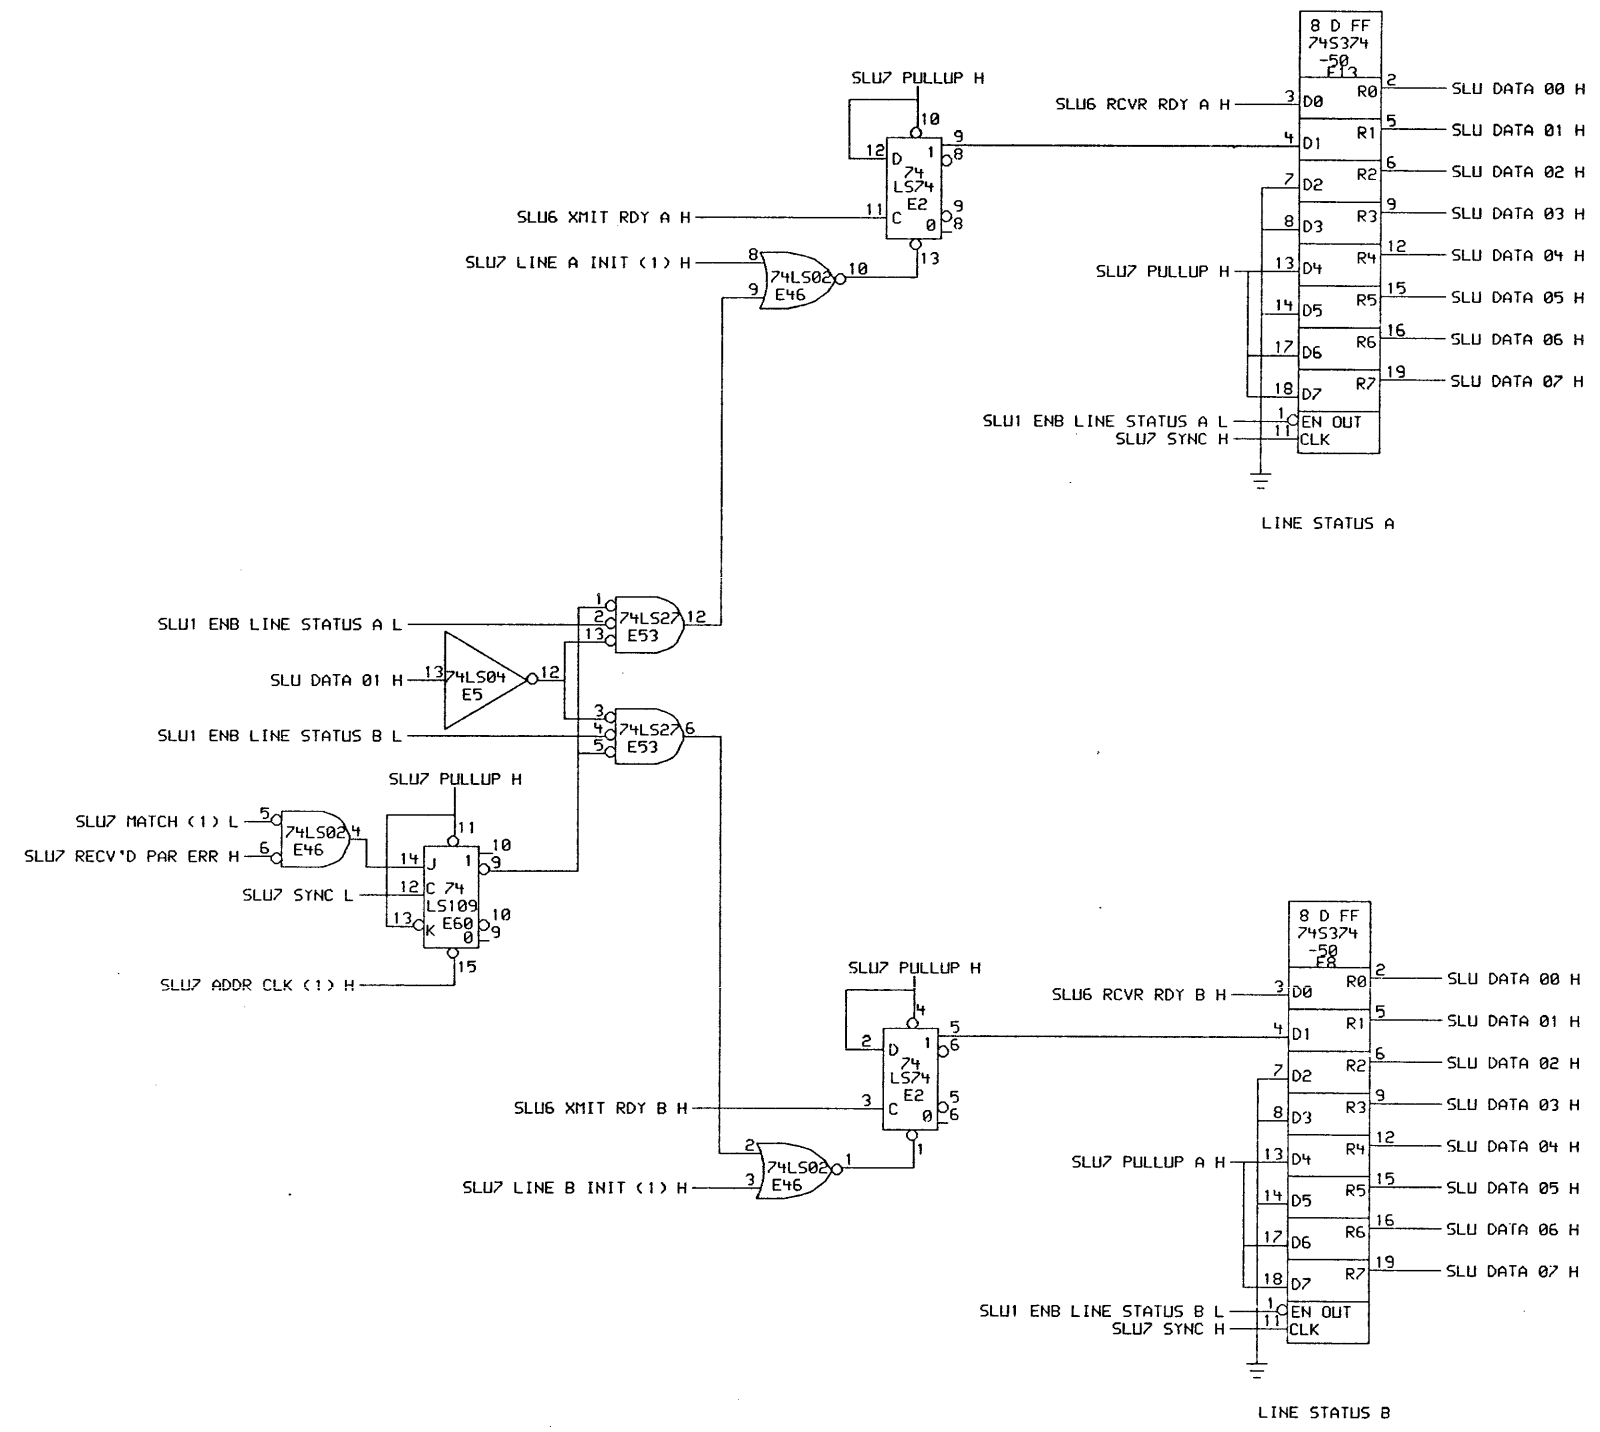 8 D FF
74S374
-50
E13
SLU7 PULLUP H
SLU6 RCVR RDY A H
3 D0 R0 2 SLU DATA 00 H
4 D1 R1 5 SLU DATA 01 H
7 D2 R2 6 SLU DATA 02 H
8 D3 R3 9 SLU DATA 03 H
SLU7 PULLUP H 13 D4 R4 12 SLU DATA 04 H
14 D5 R5 15 SLU DATA 05 H
17 D6 R6 16 SLU DATA 06 H
18 D7 R7 19 SLU DATA 07 H
SLU1 ENB LINE STATUS A L 1 EN OUT
SLU7 SYNC H 11 CLK
LINE STATUS A
10
12 D 1 9
8
74
LS74
E2
SLU6 XMIT RDY A H 11 C
9
0 8
13
SLU7 LINE A INIT (1) H 8
9
74LS02
E46
10
SLU1 ENB LINE STATUS A L
1
2
13
74LS27
E53
12
SLU DATA 01 H 13
74LS04
E5
12
SLU1 ENB LINE STATUS B L
3
4
5
74LS27
E53
6
SLU7 PULLUP H
SLU7 MATCH (1) L 5
SLU7 RECV'D PAR ERR H 6
74LS02
E46
4
11
14 J 1 10
9
SLU7 SYNC L 12 C 74
LS109
13 K E60 10
0 9
15
SLU7 ADDR CLK (1) H
SLU7 PULLUP H
4
2 D 1 5
6
74
LS74
E2
SLU6 XMIT RDY B H 3 C
5
0 6
1
2
SLU7 LINE B INIT (1) H 3
74LS02
E46
1
8 D FF
74S374
-50
E8
SLU6 RCVR RDY B H 3 D0 R0 2 SLU DATA 00 H
4 D1 R1 5 SLU DATA 01 H
7 D2 R2 6 SLU DATA 02 H
8 D3 R3 9 SLU DATA 03 H
SLU7 PULLUP A H 13 D4 R4 12 SLU DATA 04 H
14 D5 R5 15 SLU DATA 05 H
17 D6 R6 16 SLU DATA 06 H
18 D7 R7 19 SLU DATA 07 H
SLU1 ENB LINE STATUS B L 1 EN OUT
SLU7 SYNC H 11 CLK
LINE STATUS B